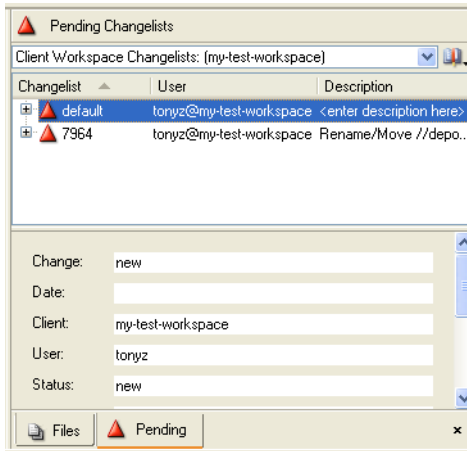 Pending Changelists
Client Workspace Changelists: (my-test-workspace)
Changelist User Description
default tonyz@my-test-workspace <enter description here>
7964 tonyz@my-test-workspace Rename/Move //depo...
Change: new
Date:
Client: my-test-workspace
User: tonyz
Status: new
Files Pending